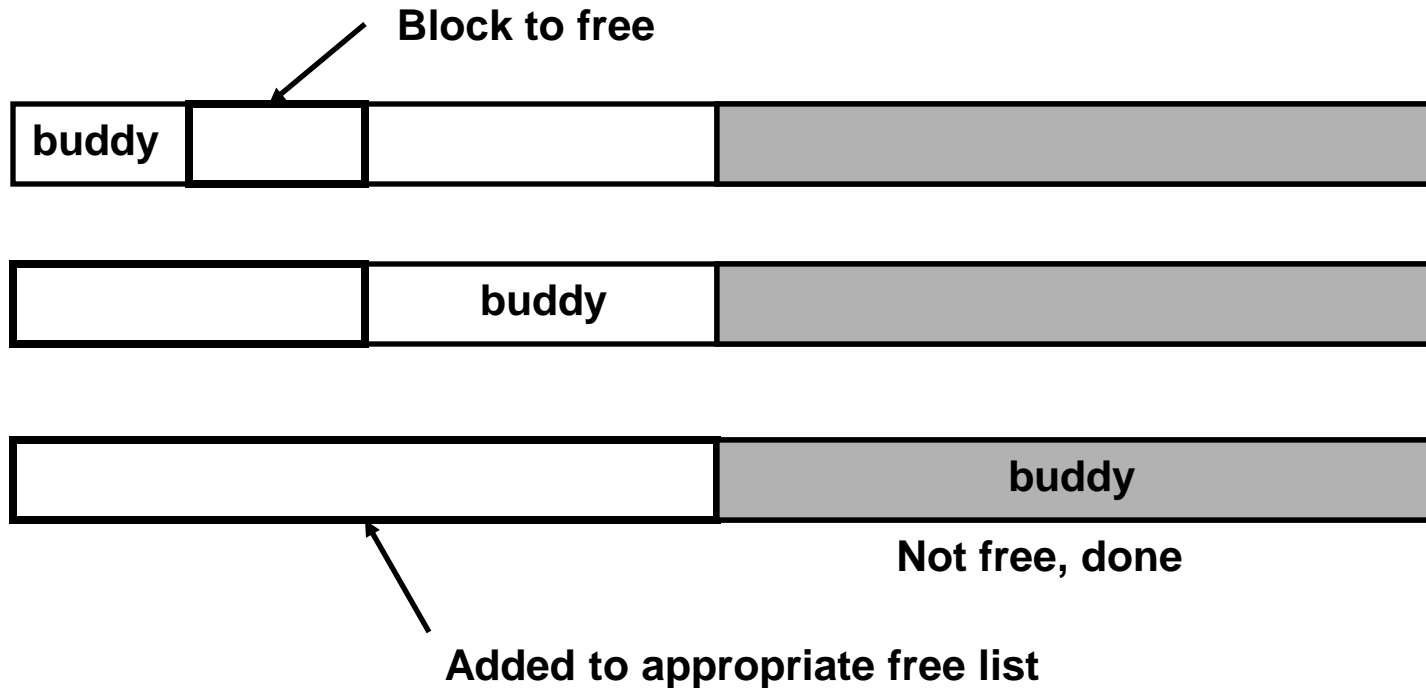 Block to free
buddy
buddy
buddy
Not free, done
Added to appropriate free list